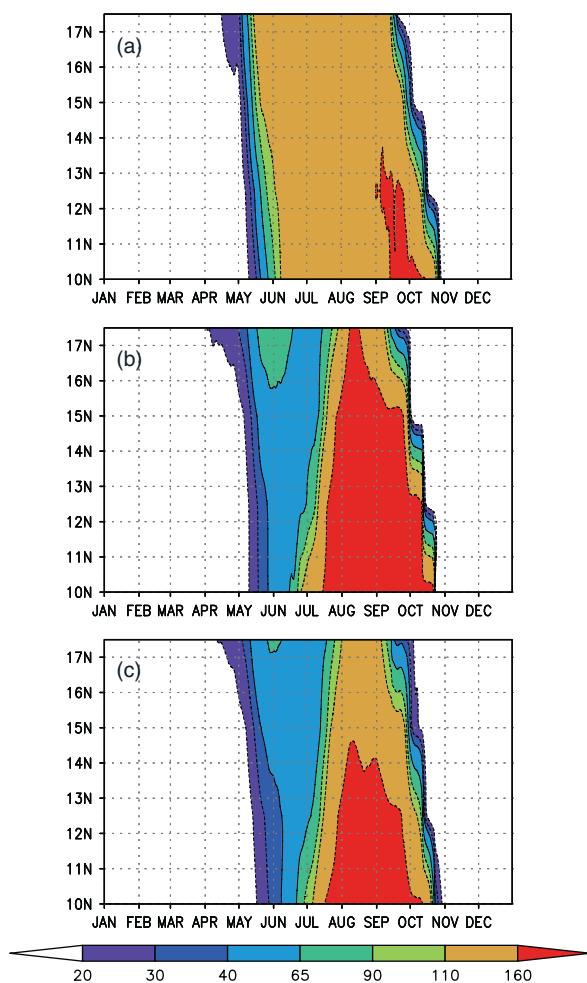 (a)
17N
16N
15N
14N
13N
12N
11N
10N
JAN FEB MAR APR MAY JUN JUL AUG SEP OCT NOV DEC
(b)
17N
16N
15N
14N
13N
12N
11N
10N
JAN FEB MAR APR MAY JUN JUL AUG SEP OCT NOV DEC
(c)
17N
16N
15N
14N
13N
12N
11N
10N
JAN FEB MAR APR MAY JUN JUL AUG SEP OCT NOV DEC
20 30 40 65 90 110 160